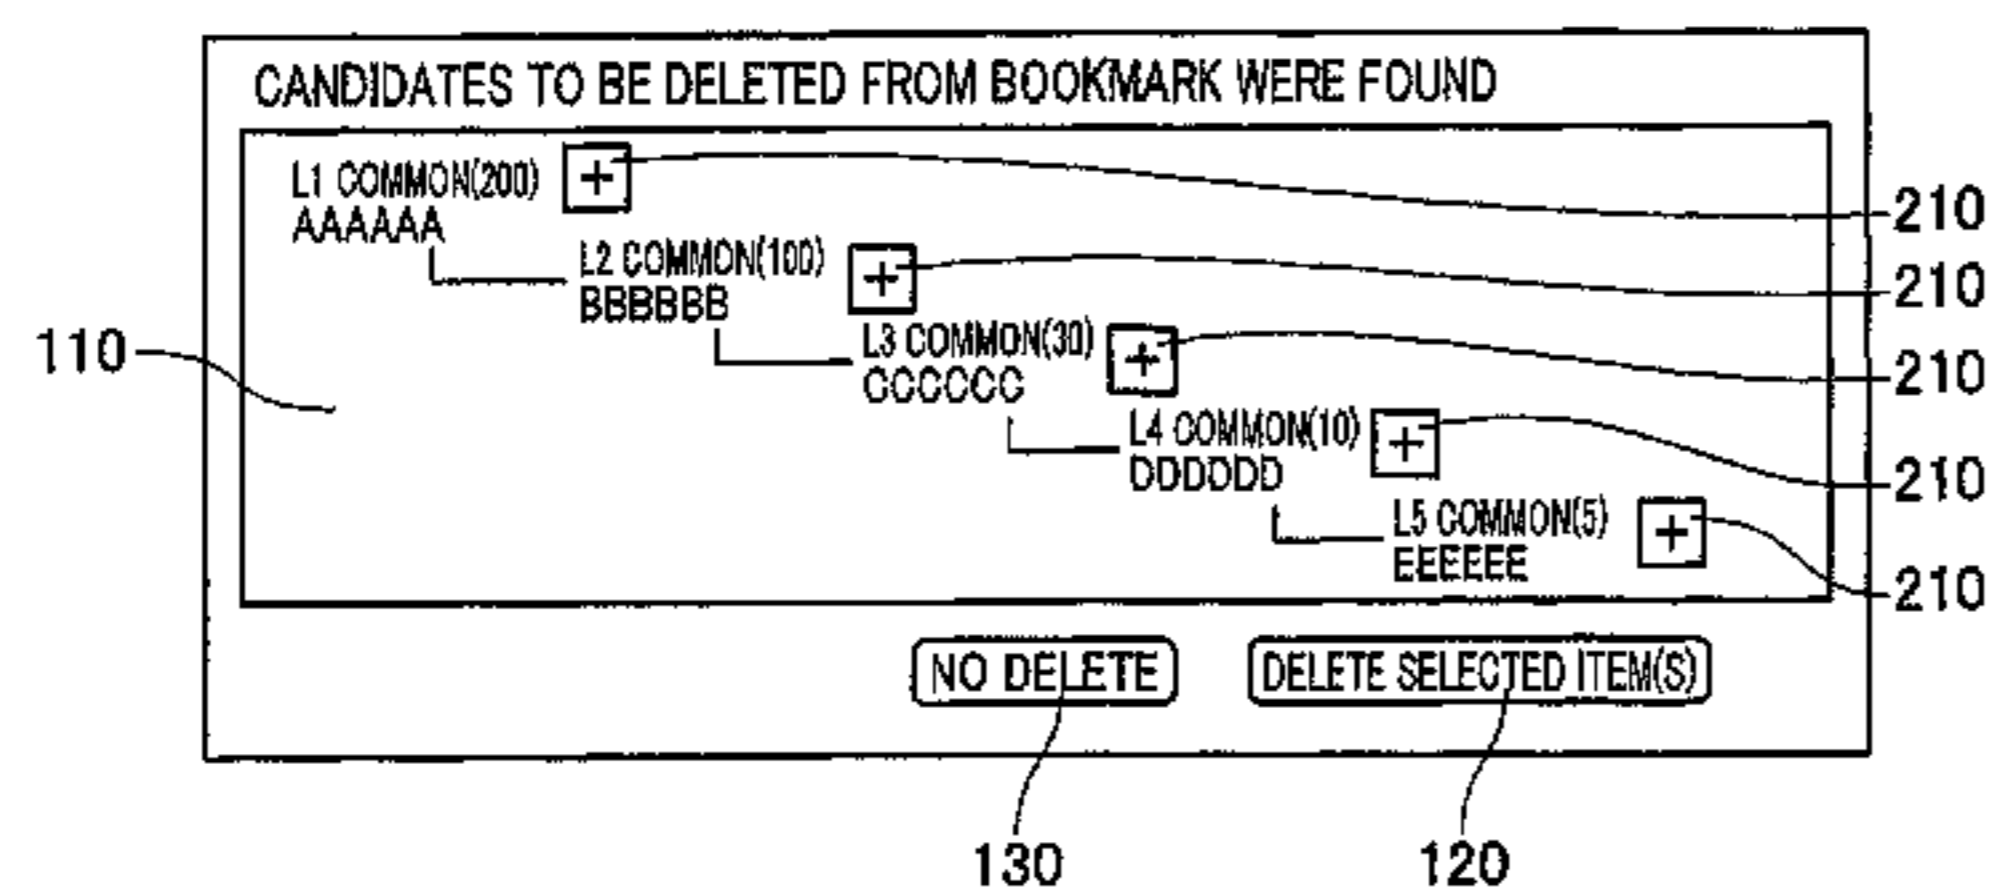 CANDIDATES TO BE DELETED FROM BOOKMARK WERE FOUND
L1 COMMON(200) +
AAAAAA
210
L2 COMMON(100) +
BBBBBB
210
L3 COMMON(30) +
CCCCCC
210
110
L4 COMMON(10) +
DDDDDD
210
L5 COMMON(5) +
EEEEEE
210
NO DELETE
DELETE SELECTED ITEM(S)
130
120